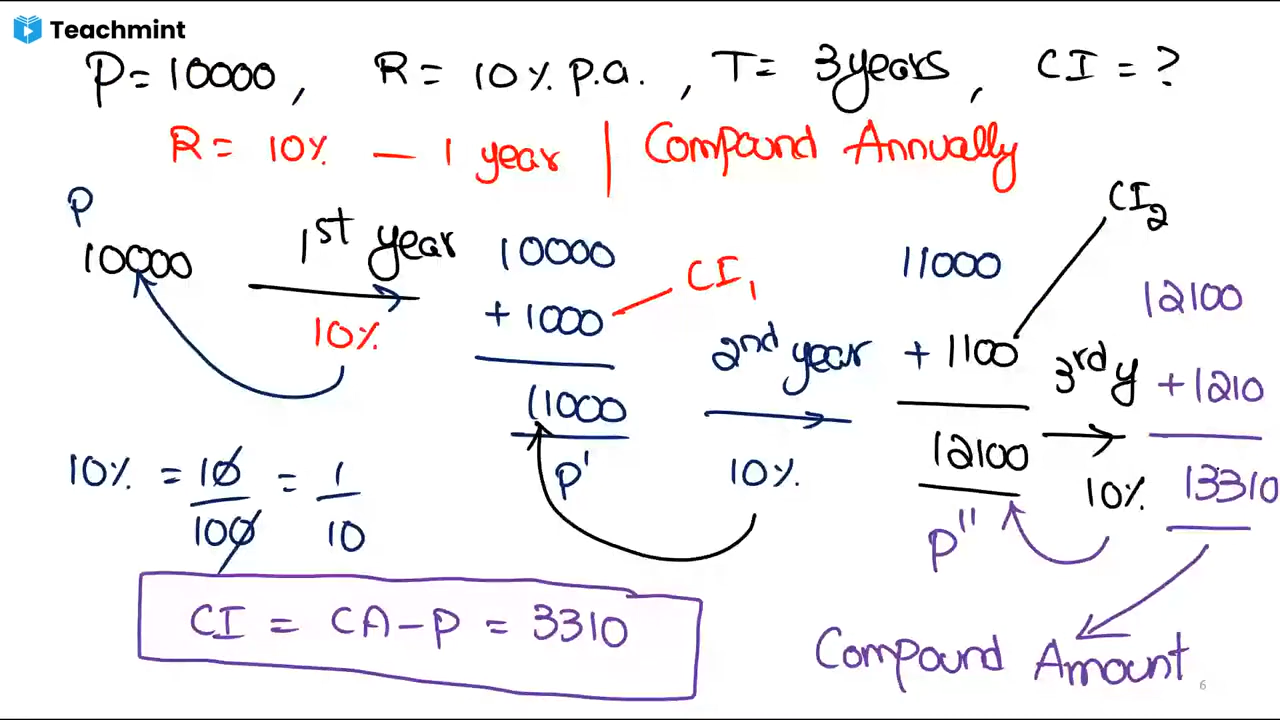 Teachmint
P = 10000, R = 10% p.a., T = 3 years, CI = ?
R = 10% — 1 year | Compound Annually
P
10000
1st year
10%
10000
+ 1000
11000
P'
CI1
2nd year
10%
11000
+ 1100
12100
P''
CI2
3rd y
10%
12100
+ 1210
13310
10% = 10/100 = 1/10
CI = CA - P = 3310
Compound Amount
6